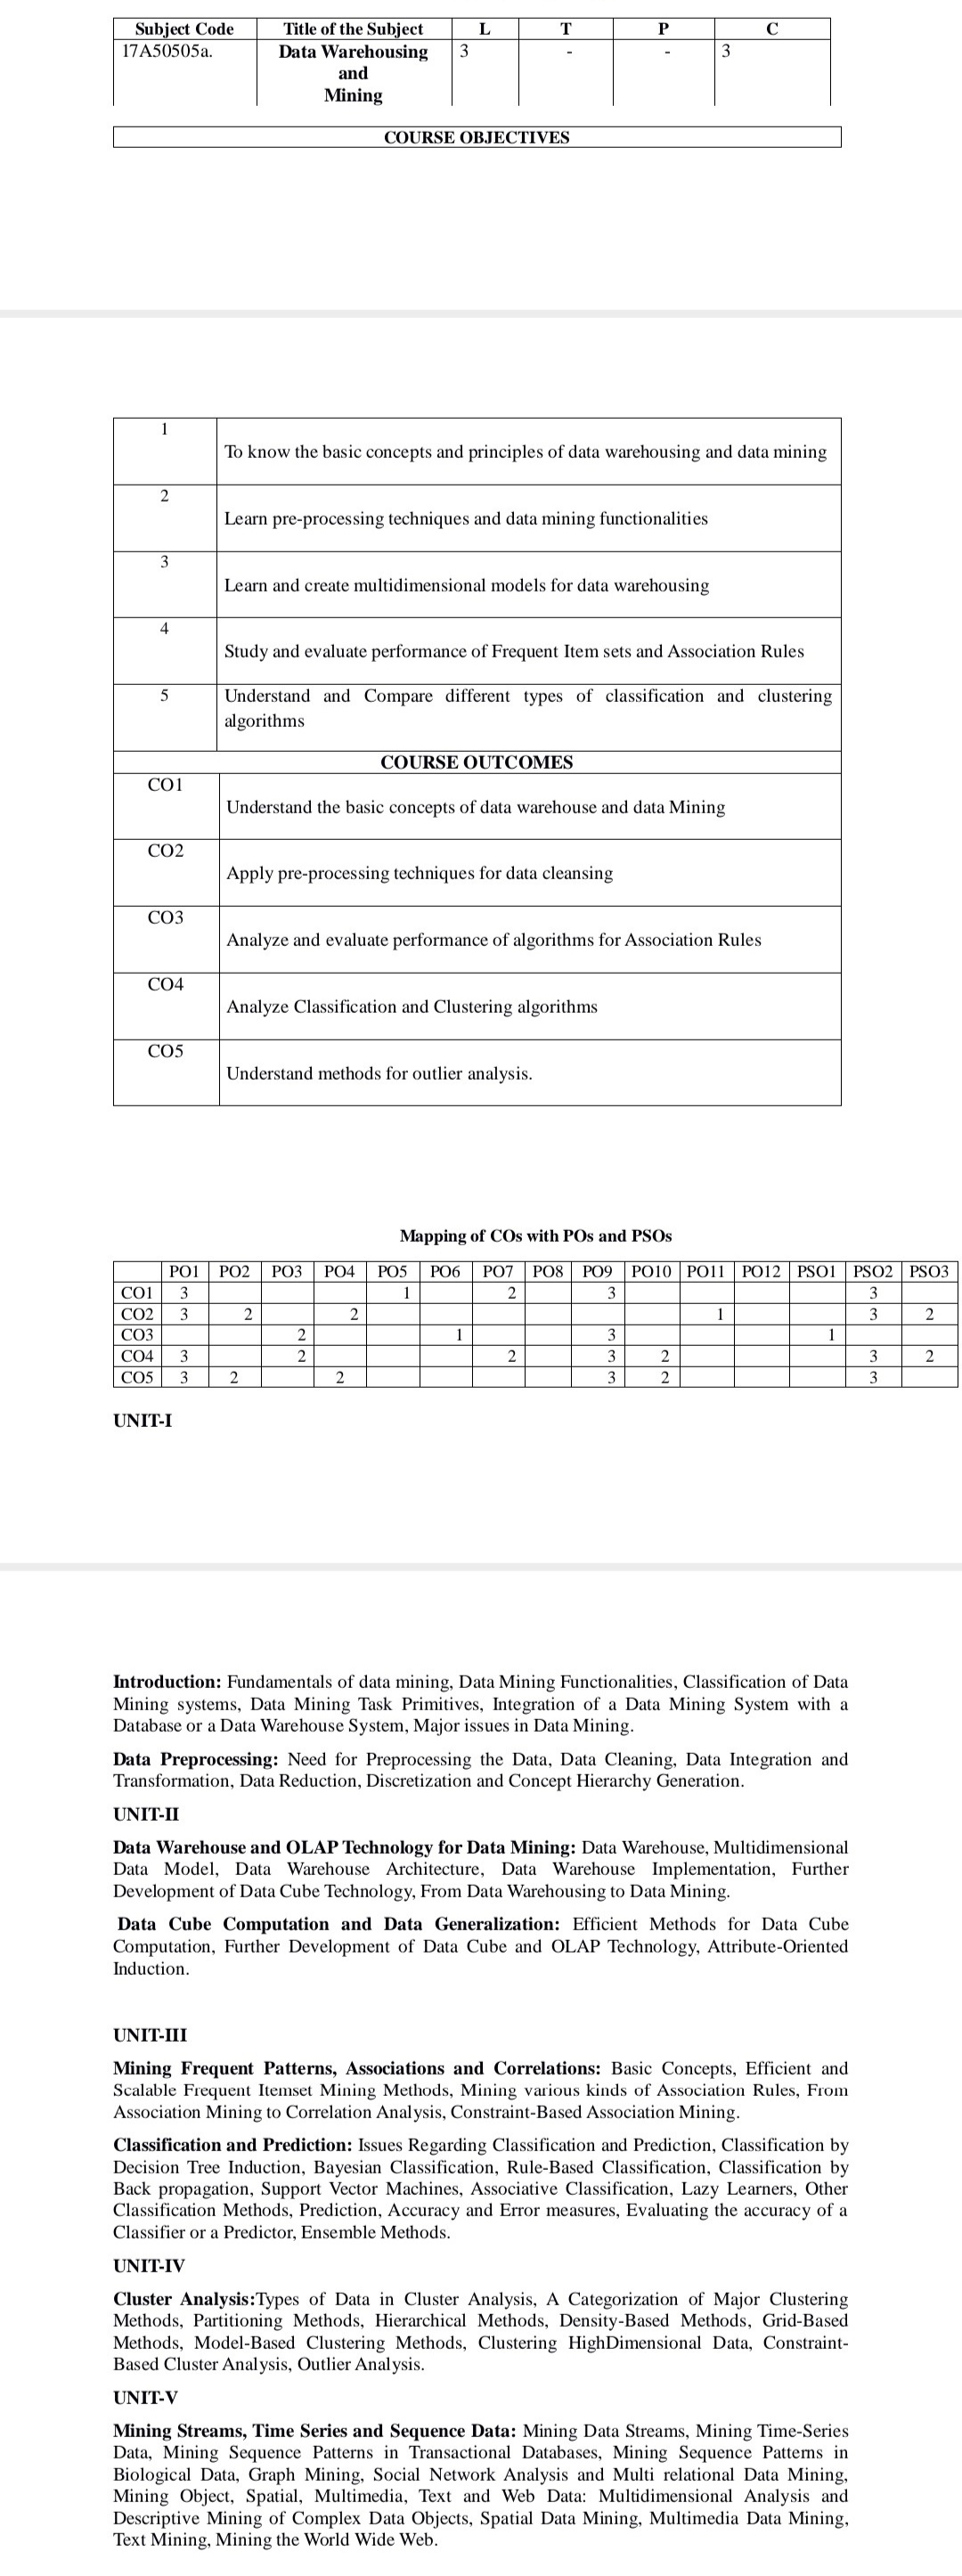 Subject Code Title of the Subject L T P C
17A50505a. Data Warehousing 3 - - 3
and
Mining
COURSE OBJECTIVES
1
To know the basic concepts and principles of data warehousing and data mining
2
Learn pre-processing techniques and data mining functionalities
3
Learn and create multidimensional models for data warehousing
4
Study and evaluate performance of Frequent Item sets and Association Rules
5 Understand and Compare different types of classification and clustering
algorithms
COURSE OUTCOMES
CO1
Understand the basic concepts of data warehouse and data Mining
CO2
Apply pre-processing techniques for data cleansing
CO3
Analyze and evaluate performance of algorithms for Association Rules
CO4
Analyze Classification and Clustering algorithms
CO5
Understand methods for outlier analysis.
Mapping of COs with POs and PSOs
PO1 PO2 PO3 PO4 PO5 PO6 PO7 PO8 PO9 PO10 PO11 PO12 PSO1 PSO2 PSO3
CO1 3 1 2 3 3
CO2 3 2 2 1 3 2
CO3 2 1 3 1
CO4 3 2 2 3 2 3 2
CO5 3 2 2 3 2 3
UNIT-I
Introduction: Fundamentals of data mining, Data Mining Functionalities, Classification of Data
Mining systems, Data Mining Task Primitives, Integration of a Data Mining System with a
Database or a Data Warehouse System, Major issues in Data Mining.
Data Preprocessing: Need for Preprocessing the Data, Data Cleaning, Data Integration and
Transformation, Data Reduction, Discretization and Concept Hierarchy Generation.
UNIT-II
Data Warehouse and OLAP Technology for Data Mining: Data Warehouse, Multidimensional
Data Model, Data Warehouse Architecture, Data Warehouse Implementation, Further
Development of Data Cube Technology, From Data Warehousing to Data Mining.
Data Cube Computation and Data Generalization: Efficient Methods for Data Cube
Computation, Further Development of Data Cube and OLAP Technology, Attribute-Oriented
Induction.
UNIT-III
Mining Frequent Patterns, Associations and Correlations: Basic Concepts, Efficient and
Scalable Frequent Itemset Mining Methods, Mining various kinds of Association Rules, From
Association Mining to Correlation Analysis, Constraint-Based Association Mining.
Classification and Prediction: Issues Regarding Classification and Prediction, Classification by
Decision Tree Induction, Bayesian Classification, Rule-Based Classification, Classification by
Back propagation, Support Vector Machines, Associative Classification, Lazy Learners, Other
Classification Methods, Prediction, Accuracy and Error measures, Evaluating the accuracy of a
Classifier or a Predictor, Ensemble Methods.
UNIT-IV
Cluster Analysis:Types of Data in Cluster Analysis, A Categorization of Major Clustering
Methods, Partitioning Methods, Hierarchical Methods, Density-Based Methods, Grid-Based
Methods, Model-Based Clustering Methods, Clustering HighDimensional Data, Constraint-
Based Cluster Analysis, Outlier Analysis.
UNIT-V
Mining Streams, Time Series and Sequence Data: Mining Data Streams, Mining Time-Series
Data, Mining Sequence Patterns in Transactional Databases, Mining Sequence Patterns in
Biological Data, Graph Mining, Social Network Analysis and Multi relational Data Mining,
Mining Object, Spatial, Multimedia, Text and Web Data: Multidimensional Analysis and
Descriptive Mining of Complex Data Objects, Spatial Data Mining, Multimedia Data Mining,
Text Mining, Mining the World Wide Web.